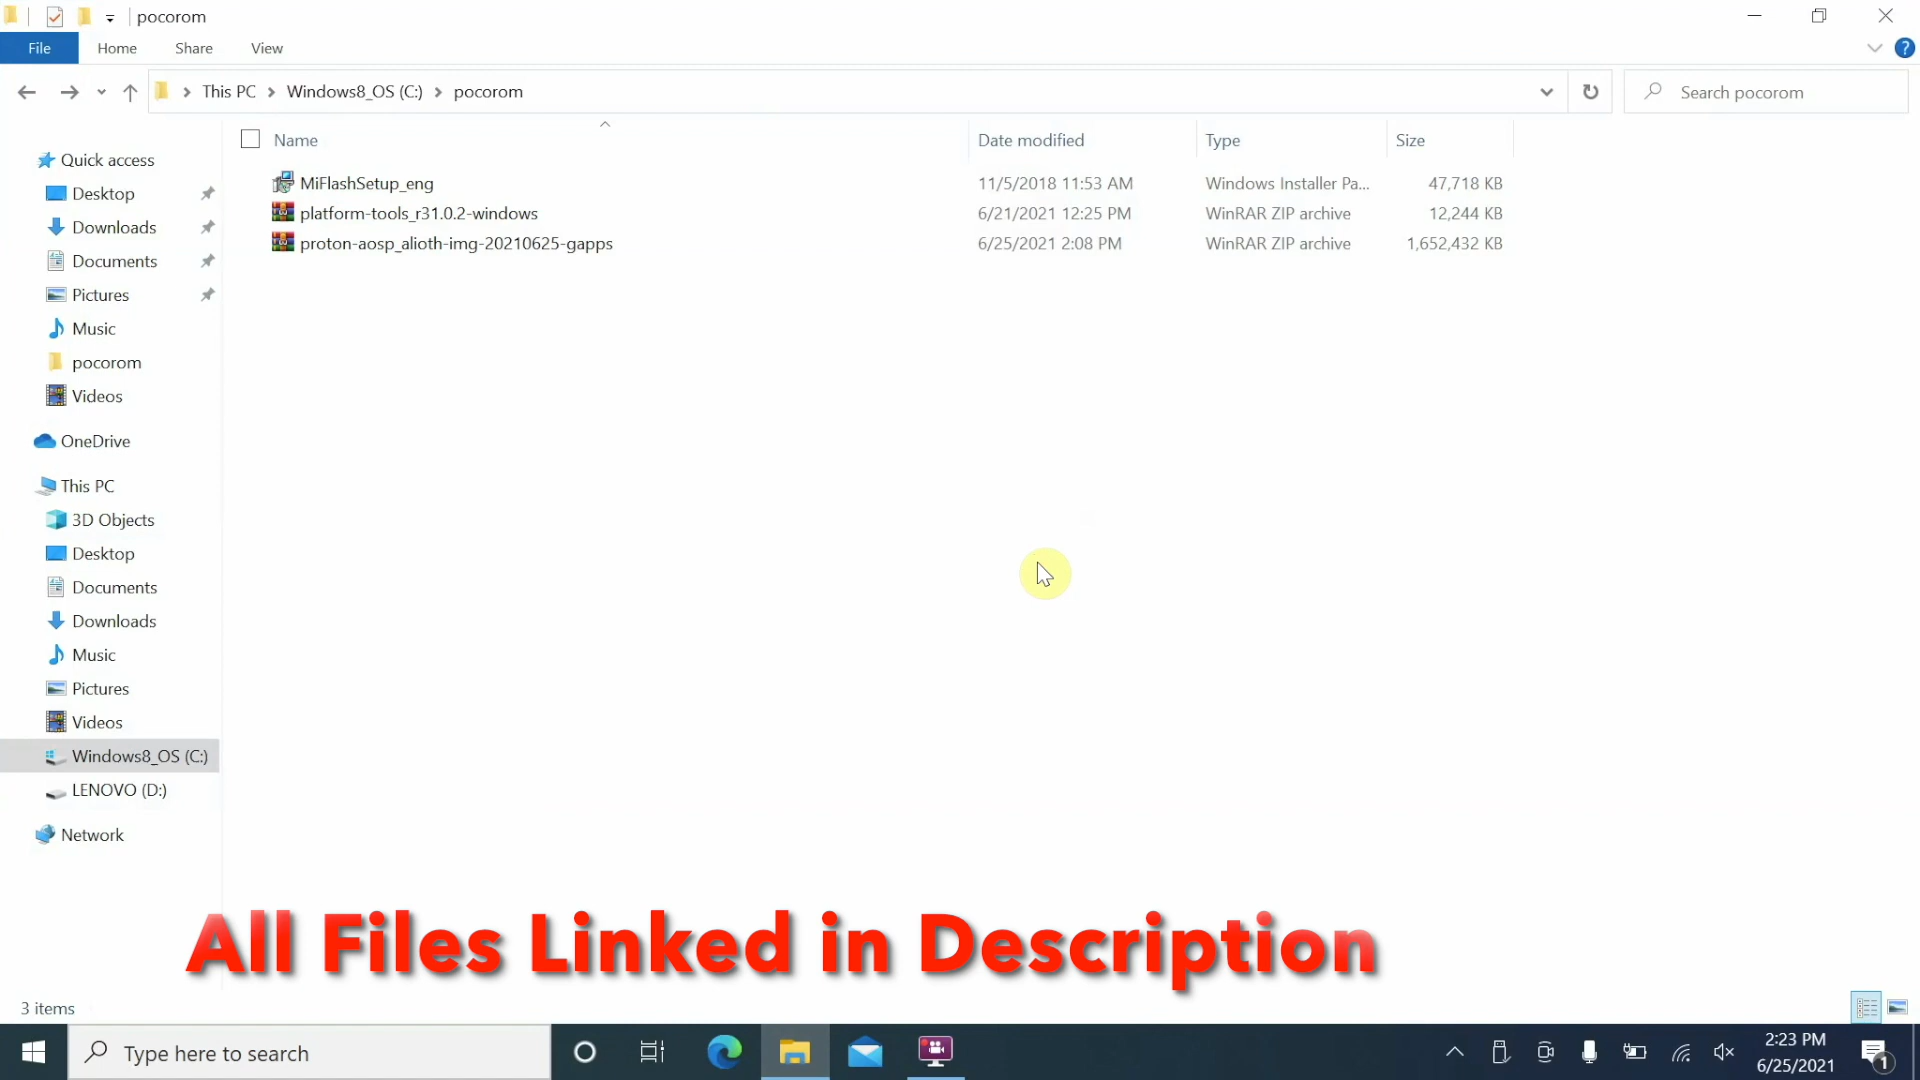 pocorom
File Home Share View
This PC Windows8_OS (C:) pocorom
Search pocorom
Name Date modified Type Size
MiFlashSetup_eng 11/5/2018 11:53 AM Windows Installer Pa... 47,718 KB
platform-tools_r31.0.2-windows 6/21/2021 12:25 PM WinRAR ZIP archive 12,244 KB
proton-aosp_alioth-img-20210625-gapps 6/25/2021 2:08 PM WinRAR ZIP archive 1,652,432 KB
Quick access
Desktop
Downloads
Documents
Pictures
Music
pocorom
Videos
OneDrive
This PC
3D Objects
Desktop
Documents
Downloads
Music
Pictures
Videos
Windows8_OS (C:)
LENOVO (D:)
Network
All Files Linked in Description
3 items
Type here to search
2:23 PM
6/25/2021
1